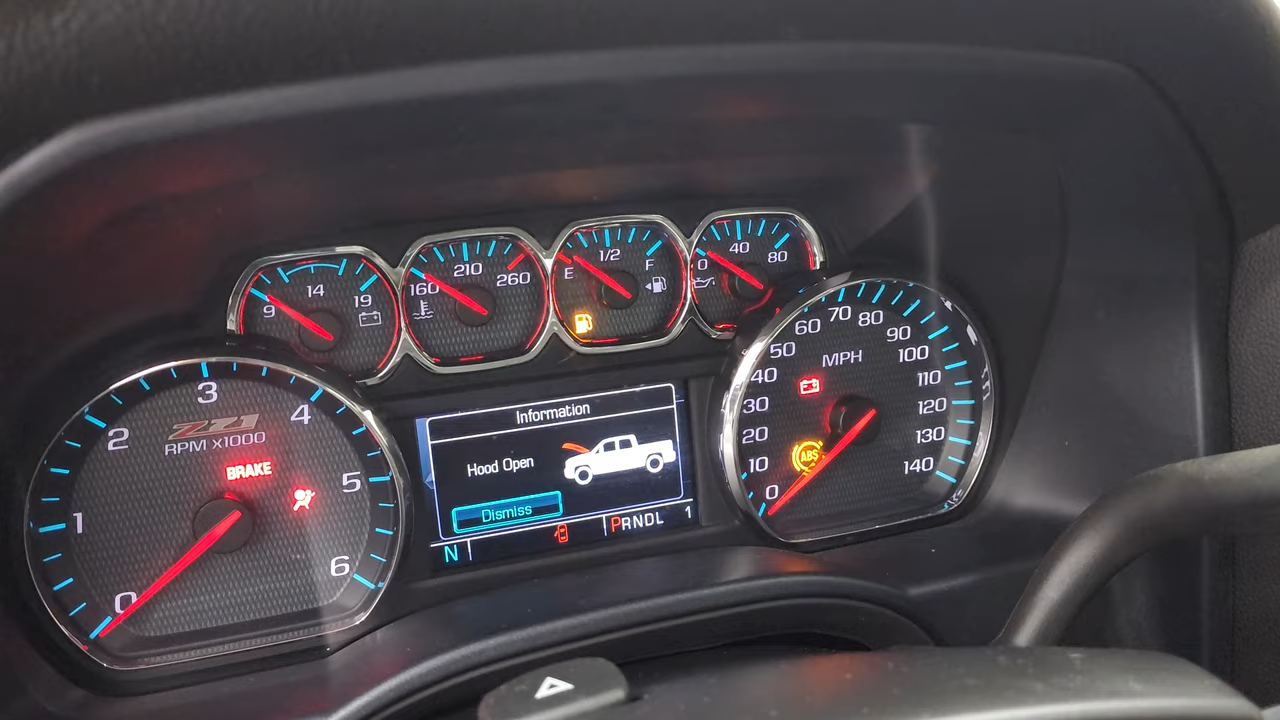 9 14 19
160 210 260
E 1/2 F
0 40 80
Z71
RPM X1000
0 1 2 3 4 5 6
BRAKE
Information
Hood Open
Dismiss
N PRNDL 1
MPH
0 10 20 30 40 50 60 70 80 90 100 110 120 130 140
ABS